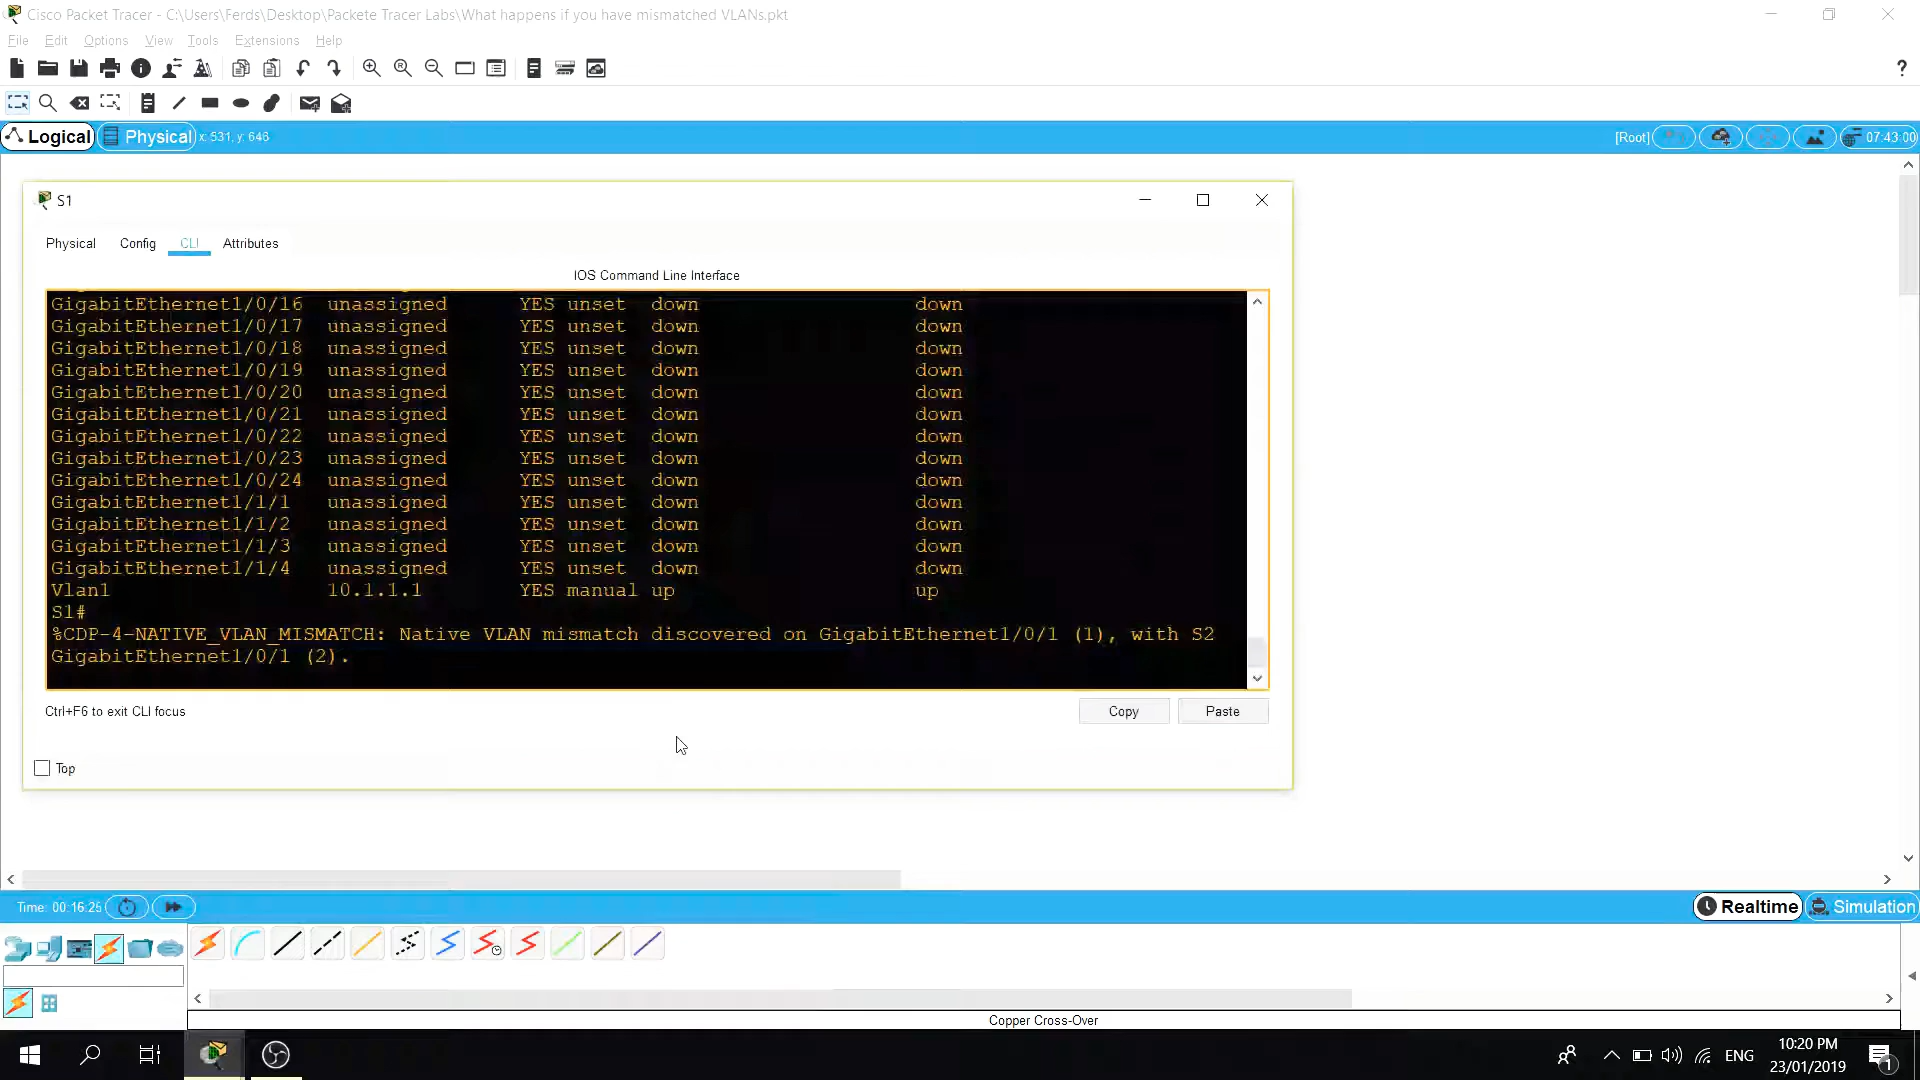 Cisco Packet Tracer - C:\Users\Ferds\Desktop\Packete Tracer Labs\What happens if you have mismatched VLANs.pkt
File Edit Options View Tools Extensions Help
?
Logical Physical x: 531, y: 646 [Root] 07:43:00
S1
Physical Config CLI Attributes
IOS Command Line Interface
GigabitEthernet1/0/16 unassigned YES unset down down
GigabitEthernet1/0/17 unassigned YES unset down down
GigabitEthernet1/0/18 unassigned YES unset down down
GigabitEthernet1/0/19 unassigned YES unset down down
GigabitEthernet1/0/20 unassigned YES unset down down
GigabitEthernet1/0/21 unassigned YES unset down down
GigabitEthernet1/0/22 unassigned YES unset down down
GigabitEthernet1/0/23 unassigned YES unset down down
GigabitEthernet1/0/24 unassigned YES unset down down
GigabitEthernet1/1/1 unassigned YES unset down down
GigabitEthernet1/1/2 unassigned YES unset down down
GigabitEthernet1/1/3 unassigned YES unset down down
GigabitEthernet1/1/4 unassigned YES unset down down
Vlan1 10.1.1.1 YES manual up up
S1#
%CDP-4-NATIVE_VLAN_MISMATCH: Native VLAN mismatch discovered on GigabitEthernet1/0/1 (1), with S2
GigabitEthernet1/0/1 (2).
Ctrl+F6 to exit CLI focus Copy Paste
Top
Time: 00:16:25 Realtime Simulation
Copper Cross-Over
ENG 10:20 PM
23/01/2019 1